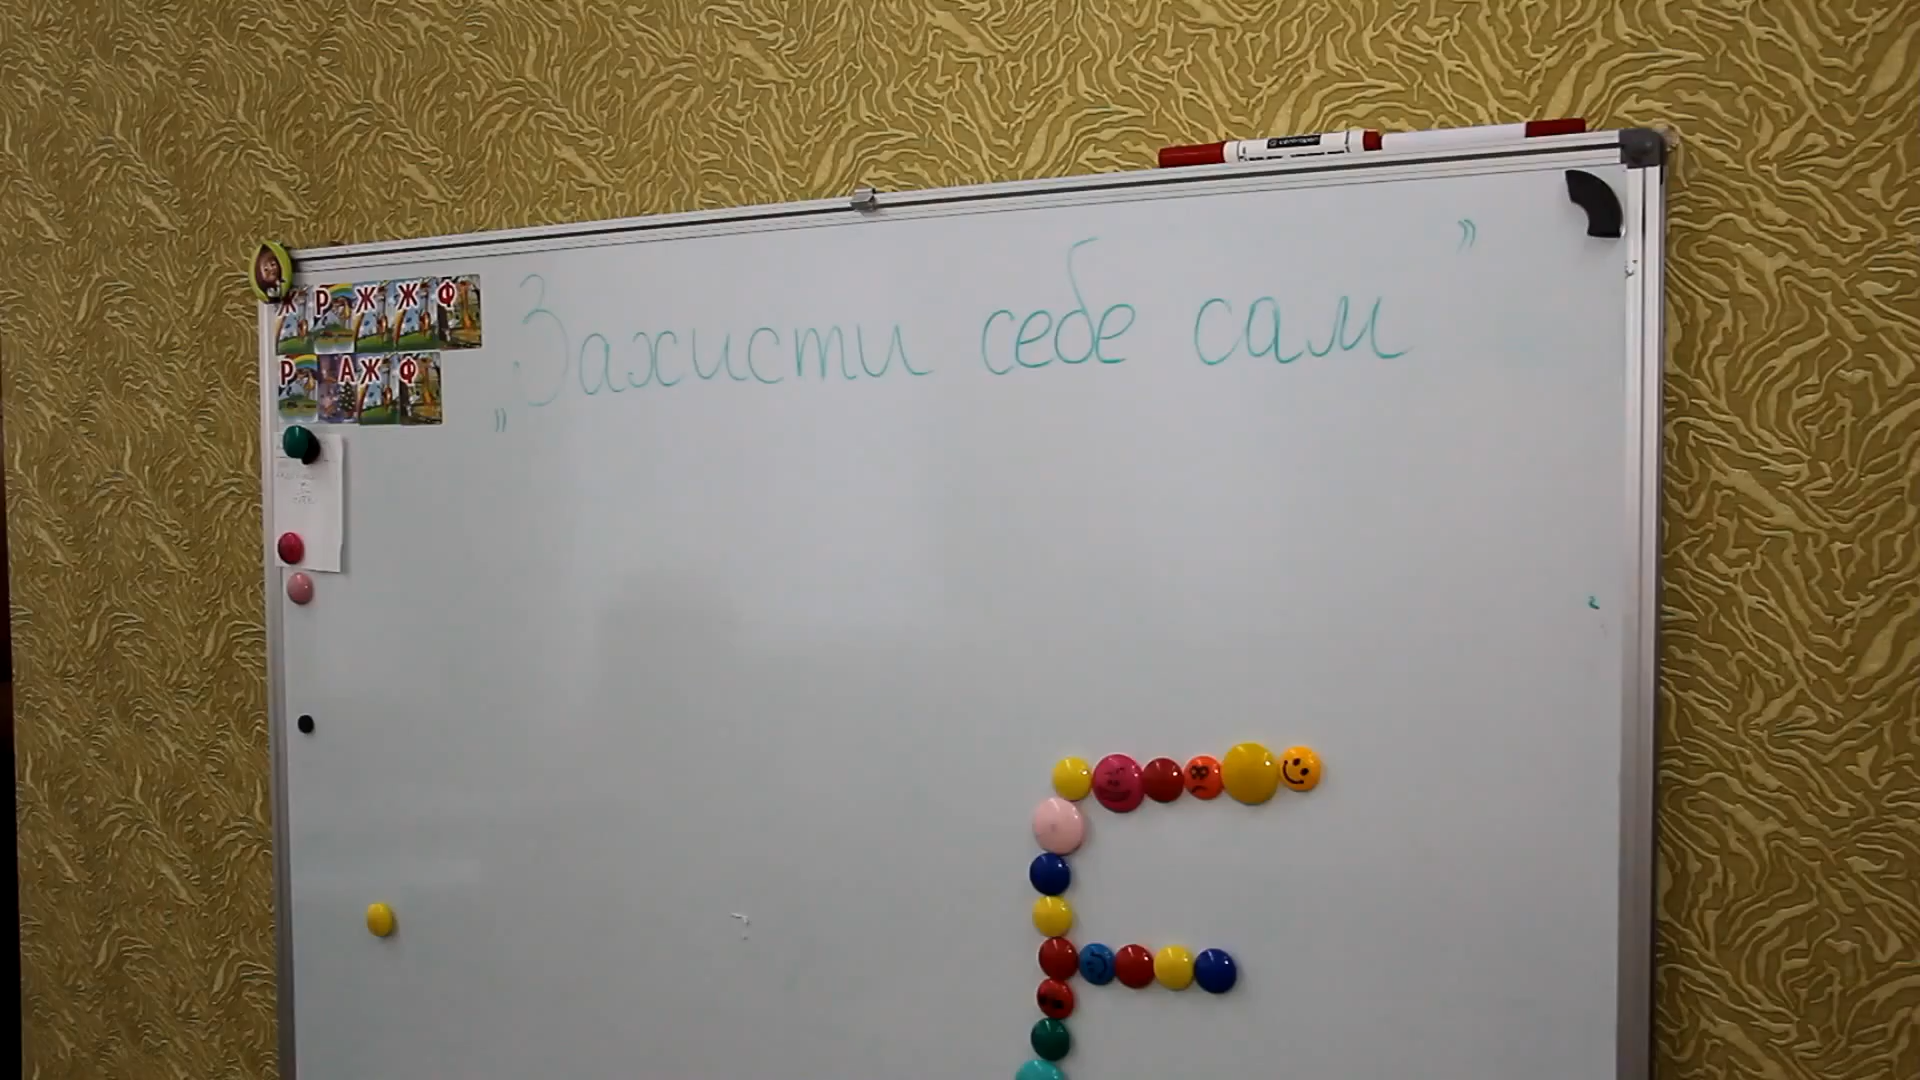 „Захисти себе сам”
Ж Р Ж Ж Ф
Р А Ж Ф